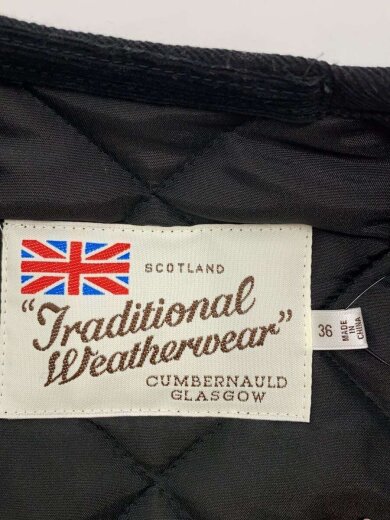 SCOTLAND
"Traditional
Weatherwear"
CUMBERNAULD
GLASGOW
36
MADE
IN
CHINA